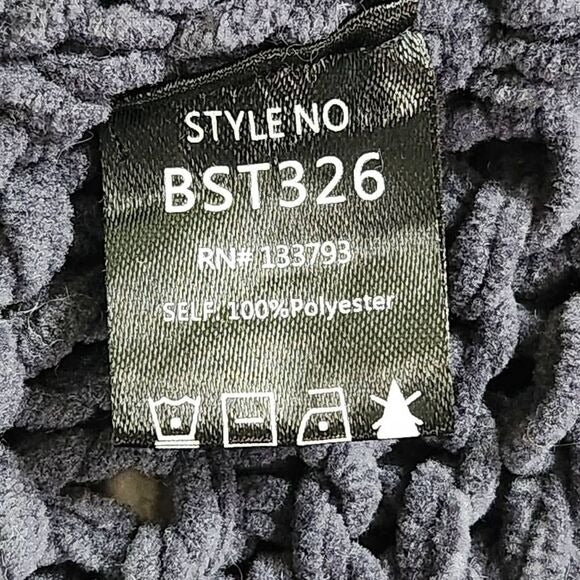 STYLE NO
BST326
RN# 133793
SELF: 100%Polyester